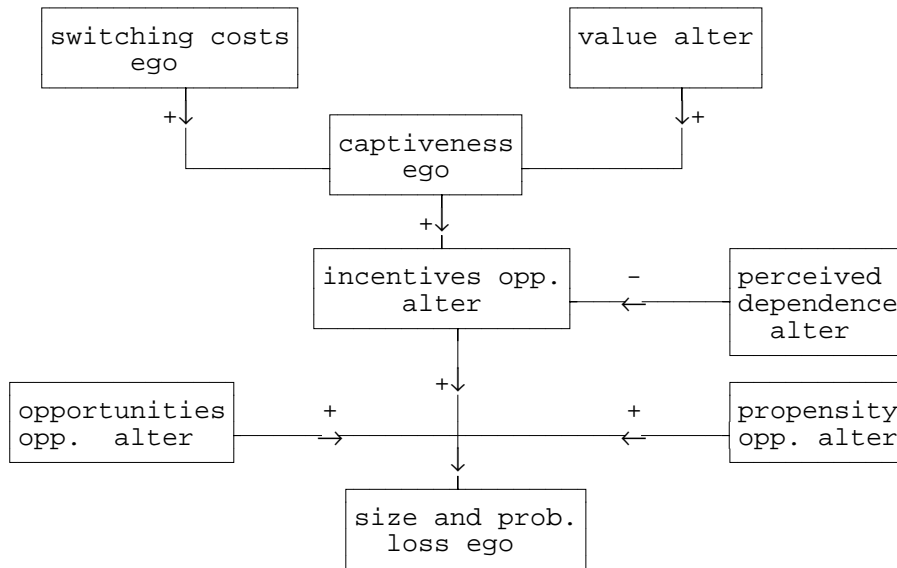 switching costs
ego
value alter
+
+
captiveness
ego
+
incentives opp.
alter
-
perceived
dependence
alter
+
opportunities
opp. alter
+
+
propensity
opp. alter
size and prob.
loss ego